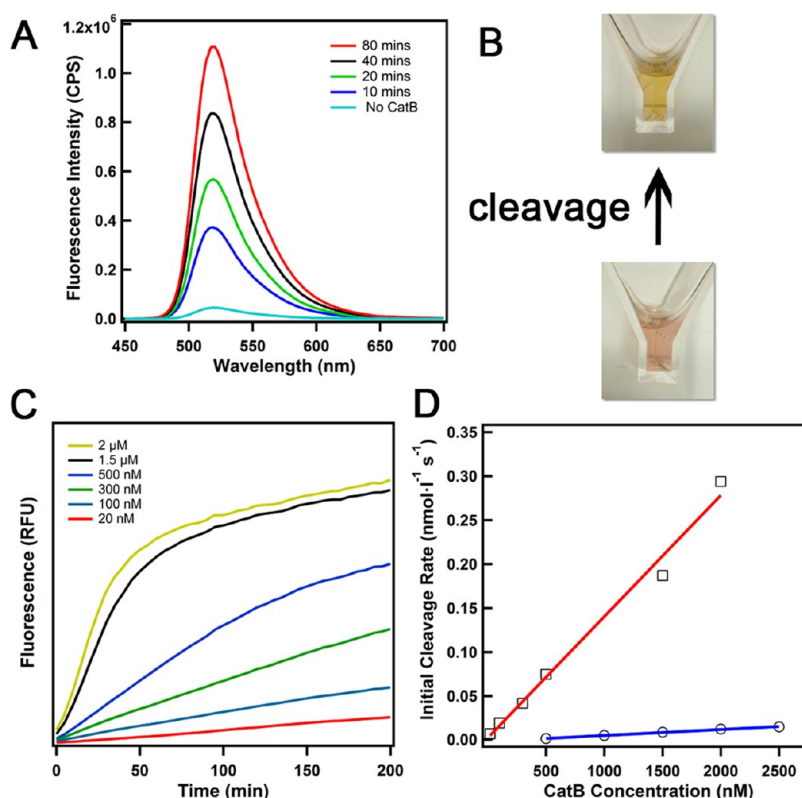 A
1.2x10⁶
1.0
0.8
0.6
0.4
0.2
0.0
Fluorescence Intensity (CPS)
80 mins
40 mins
20 mins
10 mins
No CatB
450 500 550 600 650 700
Wavelength (nm)
B
cleavage
C
Fluorescence (RFU)
2 µM
1.5 µM
500 nM
300 nM
100 nM
20 nM
0 50 100 150 200
Time (min)
D
0.35
0.30
0.25
0.20
0.15
0.10
0.05
0.00
Initial Cleavage Rate (nmol·l⁻¹ s⁻¹)
500 1000 1500 2000 2500
CatB Concentration (nM)